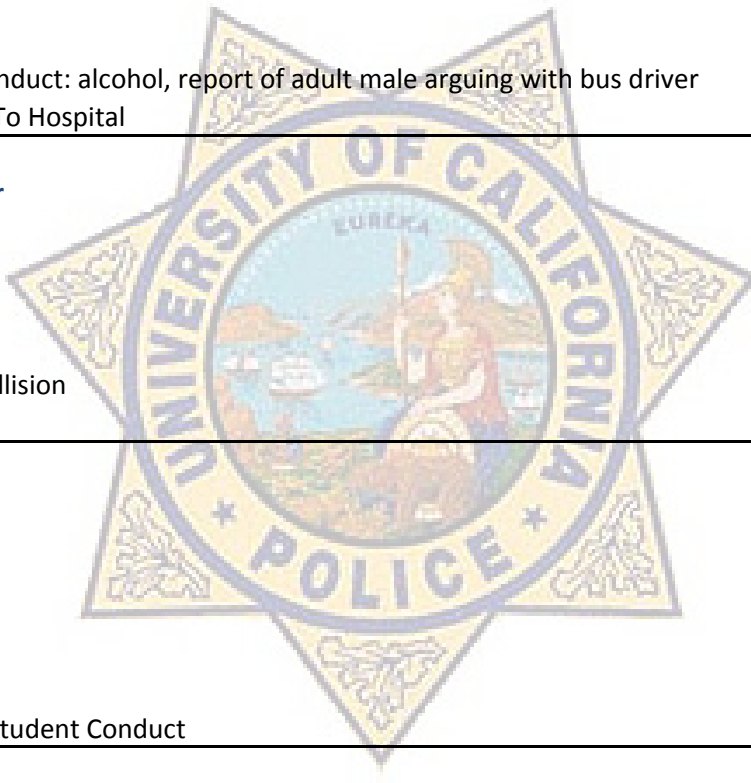 nduct: alcohol, report of adult male arguing with bus driver
To Hospital
UNIVERSITY OF CALIFORNIA
EUREKA
llision
POLICE
tudent Conduct